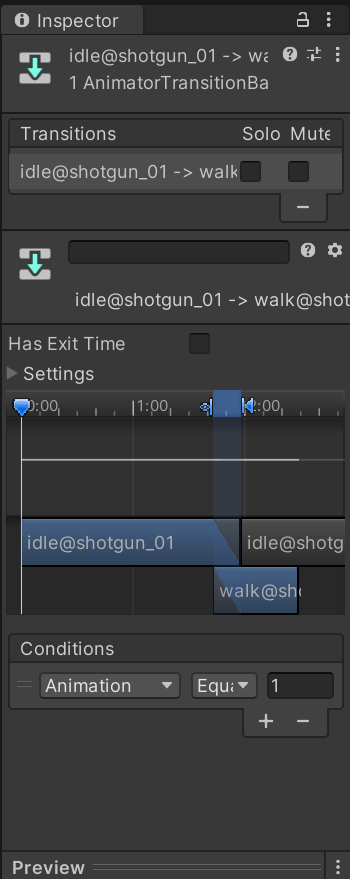 Inspector
idle@shotgun_01 -> wa
1 AnimatorTransitionBa
Transitions Solo Mute
idle@shotgun_01 -> walk
idle@shotgun_01 -> walk@shot
Has Exit Time
Settings
0:00 1:00 2:00
idle@shotgun_01 idle@shotg
walk@sho
Conditions
Animation Equa 1
Preview